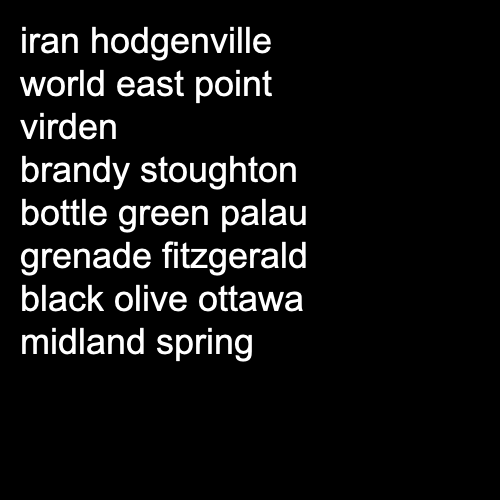 iran hodgenville
world east point
virden
brandy stoughton
bottle green palau
grenade fitzgerald
black olive ottawa
midland spring